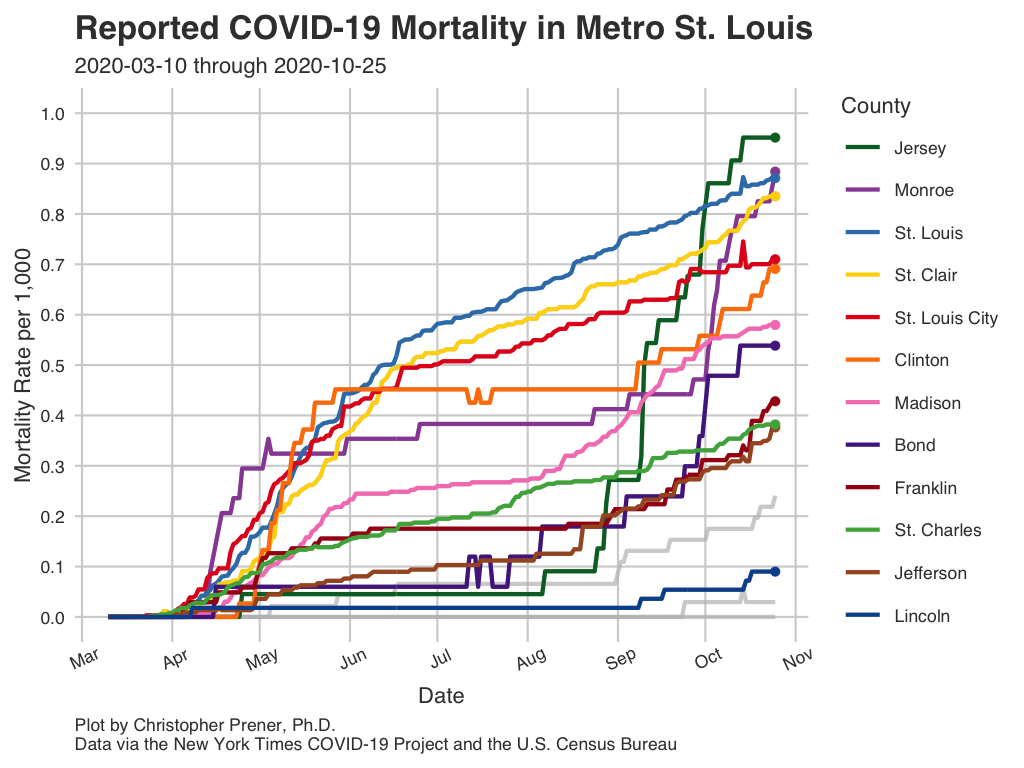 Reported COVID-19 Mortality in Metro St. Louis
2020-03-10 through 2020-10-25
Mortality Rate per 1,000
1.0
0.9
0.8
0.7
0.6
0.5
0.4
0.3
0.2
0.1
0.0
Mar Apr May Jun Jul Aug Sep Oct Nov
Date
County
Jersey
Monroe
St. Louis
St. Clair
St. Louis City
Clinton
Madison
Bond
Franklin
St. Charles
Jefferson
Lincoln
Plot by Christopher Prener, Ph.D.
Data via the New York Times COVID-19 Project and the U.S. Census Bureau